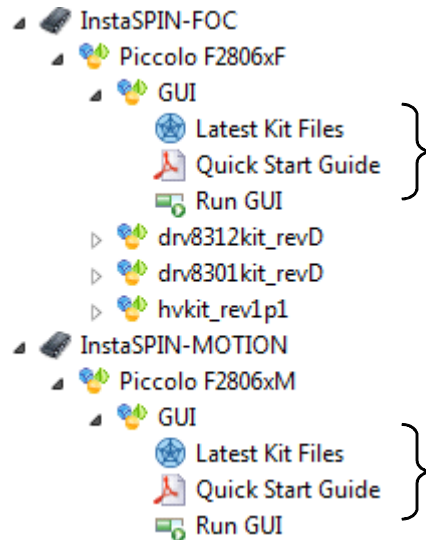 InstaSPIN-FOC
Piccolo F2806xF
GUI
Latest Kit Files
Quick Start Guide
Run GUI
drv8312kit_revD
drv8301kit_revD
hvkit_rev1p1
InstaSPIN-MOTION
Piccolo F2806xM
GUI
Latest Kit Files
Quick Start Guide
Run GUI